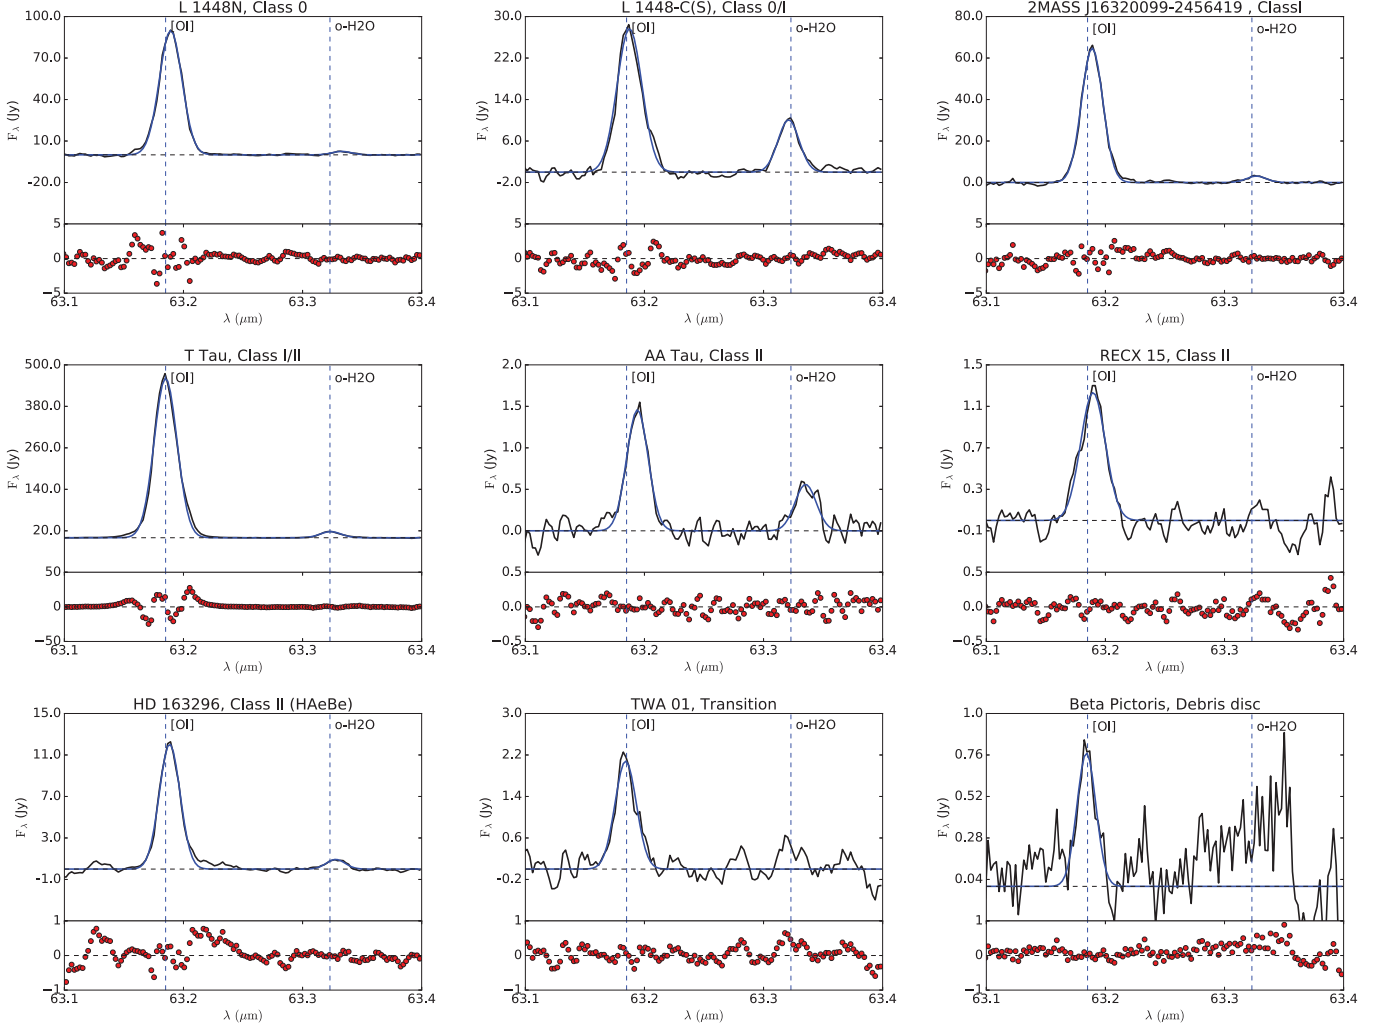 L 1448N, Class 0
100.0
70.0
40.0
10.0
−20.0
F_λ (Jy)
[OI]
o-H2O
5
0
−5
63.1 63.2 63.3 63.4
λ (μm)
L 1448-C(S), Class 0/I
30.0
22.0
14.0
6.0
−2.0
F_λ (Jy)
[OI]
o-H2O
5
0
−5
63.1 63.2 63.3 63.4
λ (μm)
2MASS J16320099-2456419 , ClassI
80.0
60.0
40.0
20.0
0.0
F_λ (Jy)
[OI]
o-H2O
5
0
−5
63.1 63.2 63.3 63.4
λ (μm)
T Tau, Class I/II
500.0
380.0
260.0
140.0
20.0
F_λ (Jy)
[OI]
o-H2O
50
0
−50
63.1 63.2 63.3 63.4
λ (μm)
AA Tau, Class II
2.0
1.5
1.0
0.5
0.0
F_λ (Jy)
[OI]
o-H2O
0.5
0.0
−0.5
63.1 63.2 63.3 63.4
λ (μm)
RECX 15, Class II
1.5
1.1
0.7
0.3
−0.1
F_λ (Jy)
[OI]
o-H2O
0.5
0.0
−0.5
63.1 63.2 63.3 63.4
λ (μm)
HD 163296, Class II (HAeBe)
15.0
11.0
7.0
3.0
−1.0
F_λ (Jy)
[OI]
o-H2O
1
0
−1
63.1 63.2 63.3 63.4
λ (μm)
TWA 01, Transition
3.0
2.2
1.4
0.6
−0.2
F_λ (Jy)
[OI]
o-H2O
1
0
−1
63.1 63.2 63.3 63.4
λ (μm)
Beta Pictoris, Debris disc
1.0
0.76
0.52
0.28
0.04
F_λ (Jy)
[OI]
o-H2O
1
0
−1
63.1 63.2 63.3 63.4
λ (μm)